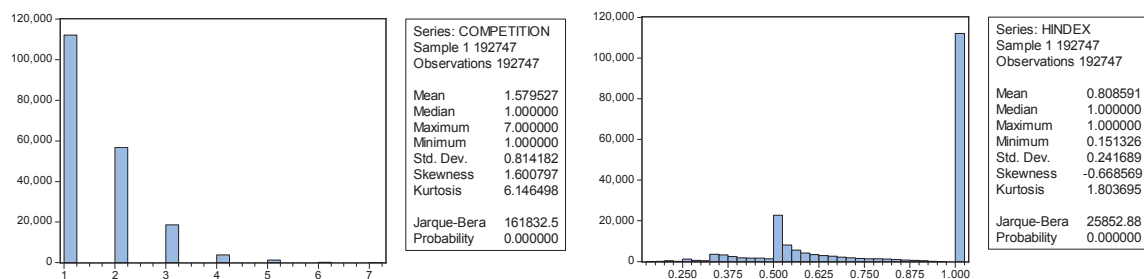 120,000
100,000
80,000
60,000
40,000
20,000
0
1 2 3 4 5 6 7
Series: COMPETITION
Sample 1 192747
Observations 192747
Mean 1.579527
Median 1.000000
Maximum 7.000000
Minimum 1.000000
Std. Dev. 0.814182
Skewness 1.600797
Kurtosis 6.146498
Jarque-Bera 161832.5
Probability 0.000000
120,000
100,000
80,000
60,000
40,000
20,000
0
0.250 0.375 0.500 0.625 0.750 0.875 1.000
Series: HINDEX
Sample 1 192747
Observations 192747
Mean 0.808591
Median 1.000000
Maximum 1.000000
Minimum 0.151326
Std. Dev. 0.241689
Skewness -0.668569
Kurtosis 1.803695
Jarque-Bera 25852.88
Probability 0.000000